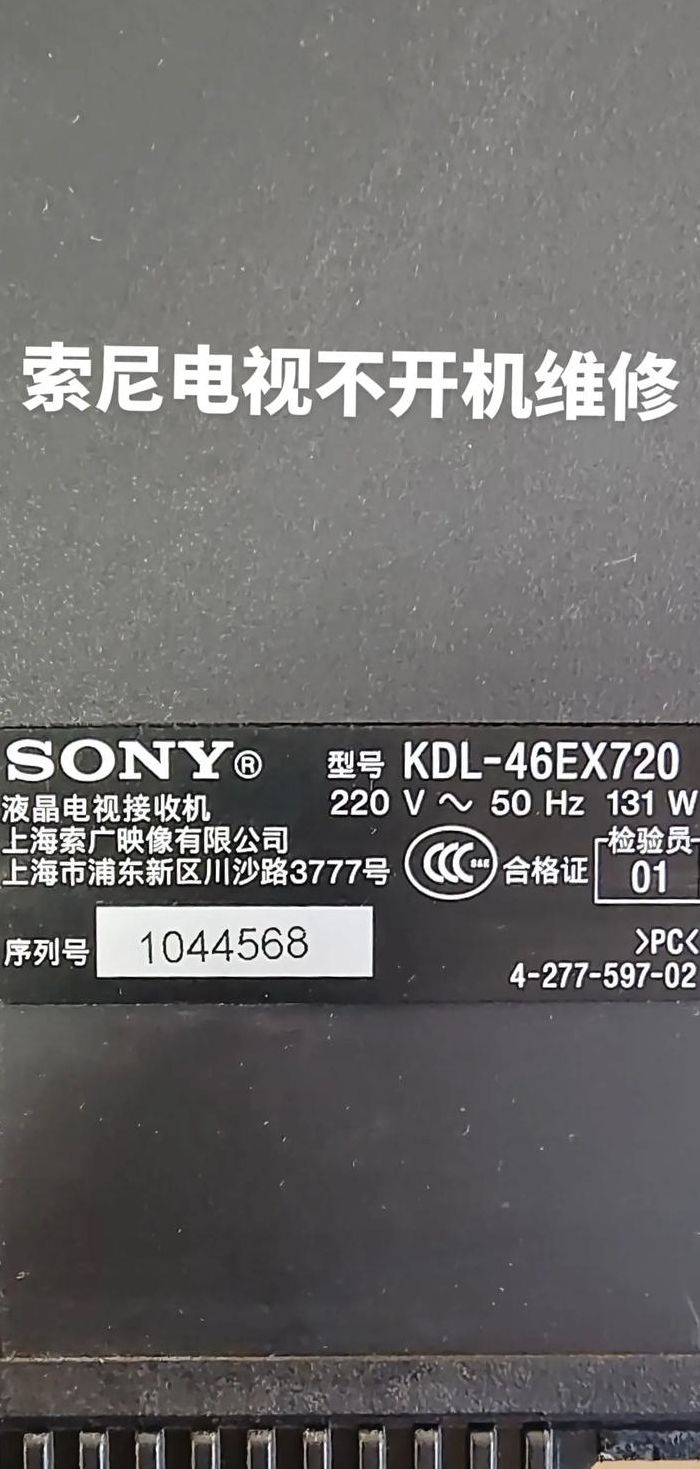 索尼电视不开机维修
SONY® 型号 KDL-46EX720
液晶电视接收机 220 V ～ 50 Hz 131 W
上海索广映像有限公司
上海市浦东新区川沙路3777号
CCC 合格证
检验员
01
序列号 1044568
>PC<
4-277-597-02